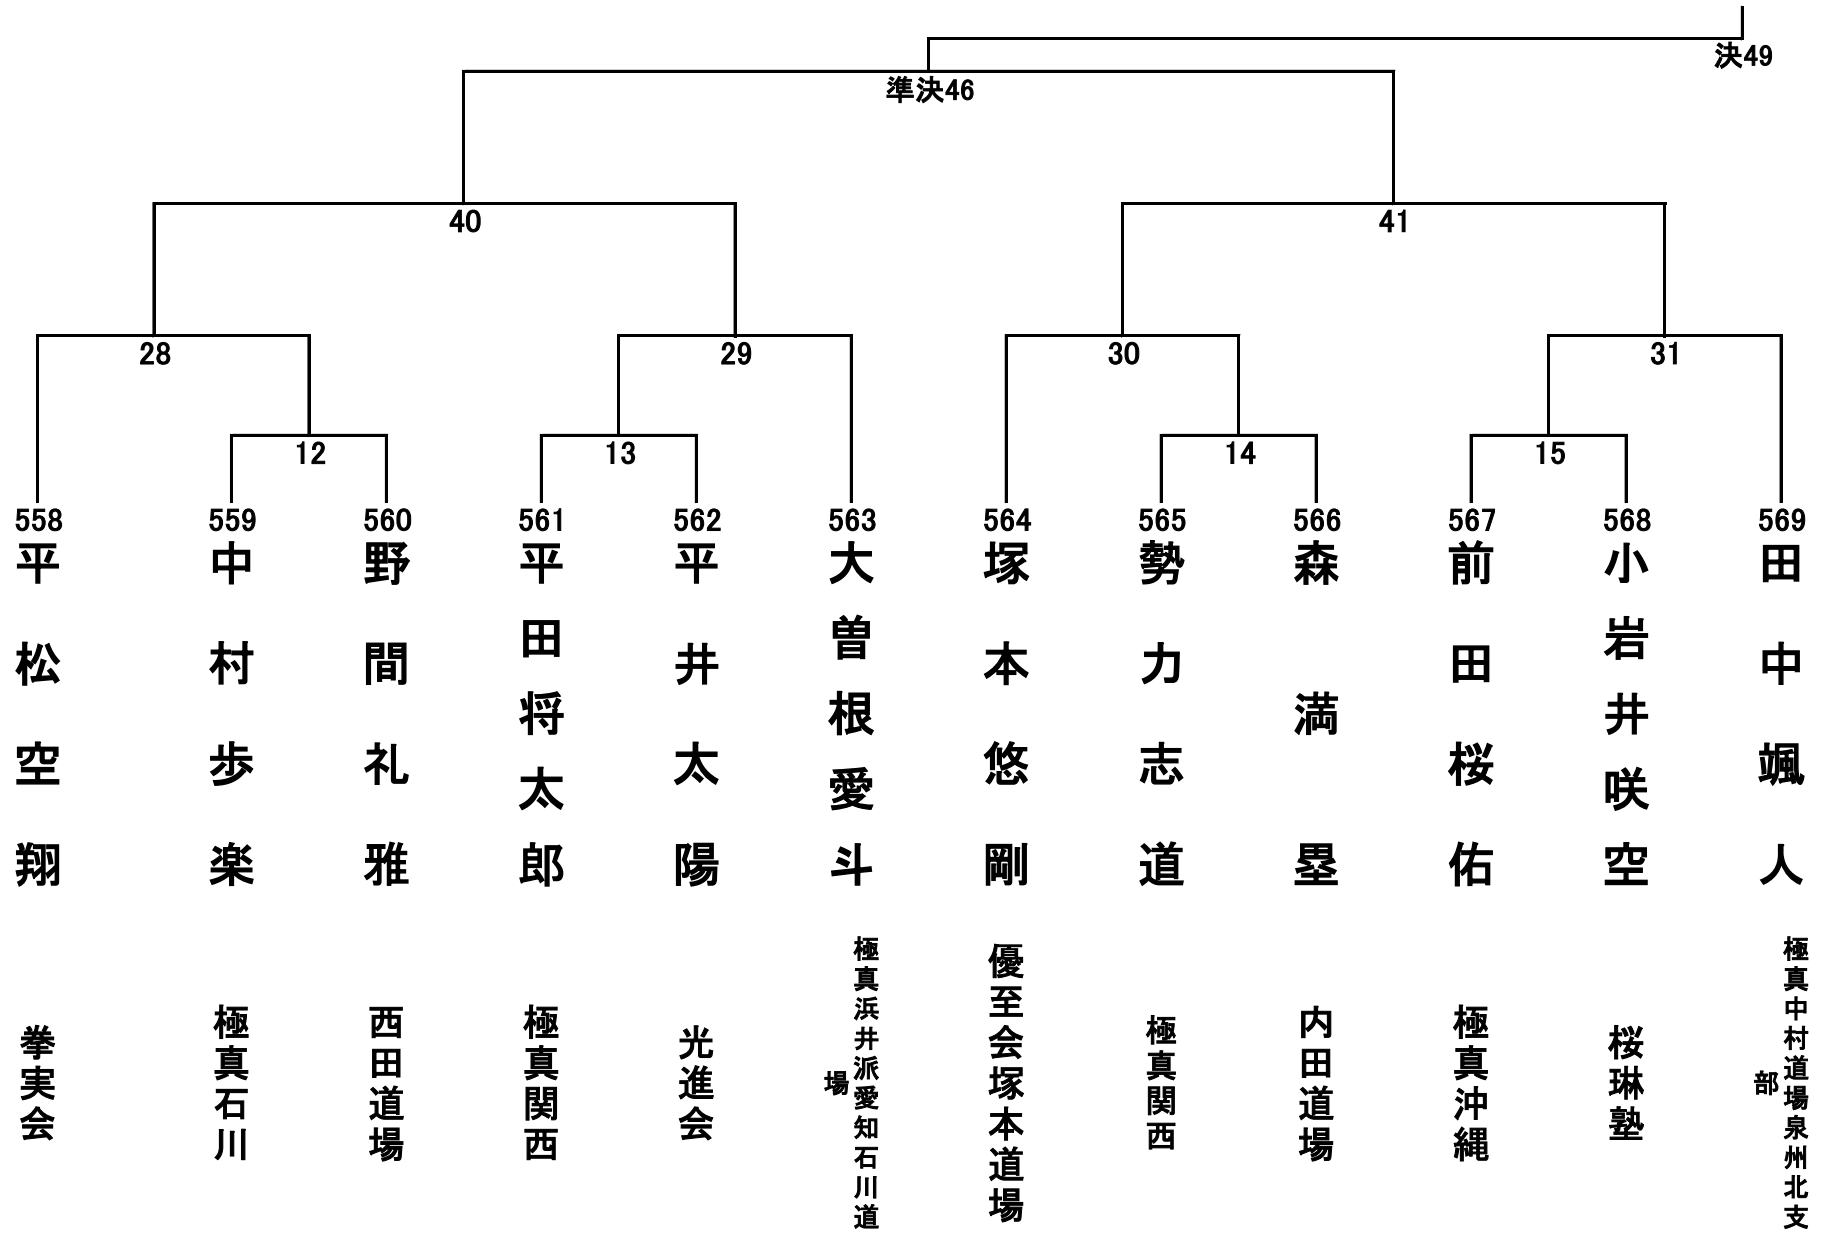 決49
準決46
40
41
28
29
30
31
12
13
14
15
558
平松空翔
拳実会
559
中村歩楽
極真石川
560
野間礼雅
西田道場
561
平田将太郎
極真関西
562
平井太陽
光進会
563
大曽根愛斗
極真浜井派愛知石川道
場
564
塚本悠剛
優至会塚本道場
565
勢力志道
極真関西
566
森満塁
内田道場
567
前田桜佑
極真沖縄
568
小岩井咲空
桜琳塾
569
田中颯人
極真中村道場泉州北支
部